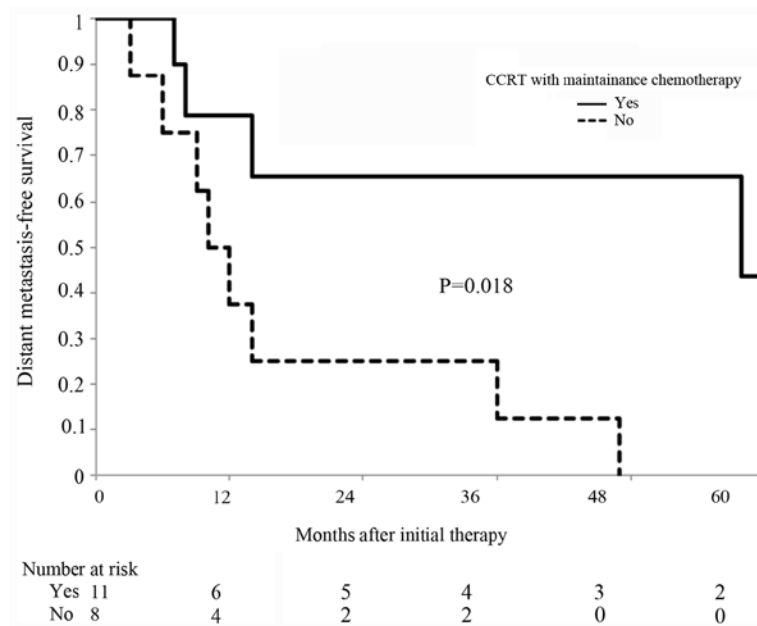 1
0.9
0.8
0.7
0.6
0.5
0.4
0.3
0.2
0.1
0
Distant metastasis-free survival
CCRT with maintainance chemotherapy
Yes
No
P=0.018
0 12 24 36 48 60
Months after initial therapy
Number at risk
Yes 11 6 5 4 3 2
No 8 4 2 2 0 0